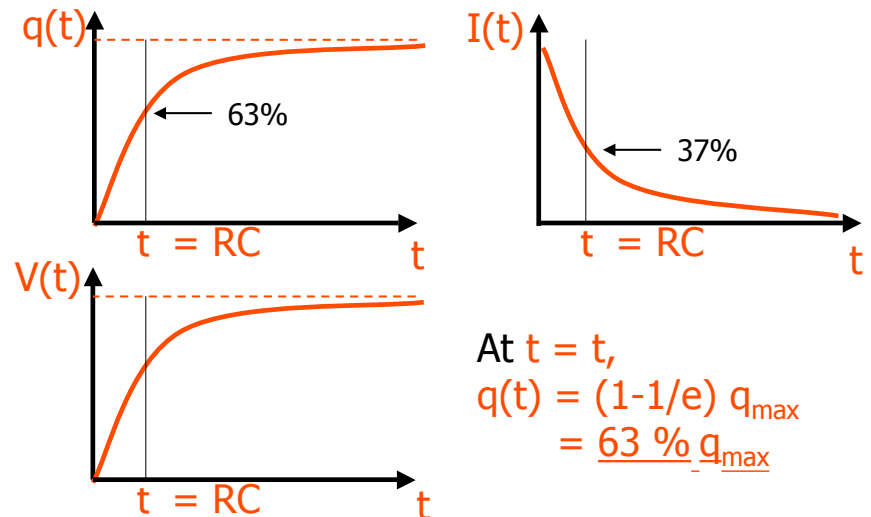 q(t)
63%
t = RC
t
I(t)
37%
t = RC
t
V(t)
t = RC
t
At t = t,
q(t) = (1-1/e) qmax
= 63 % qmax